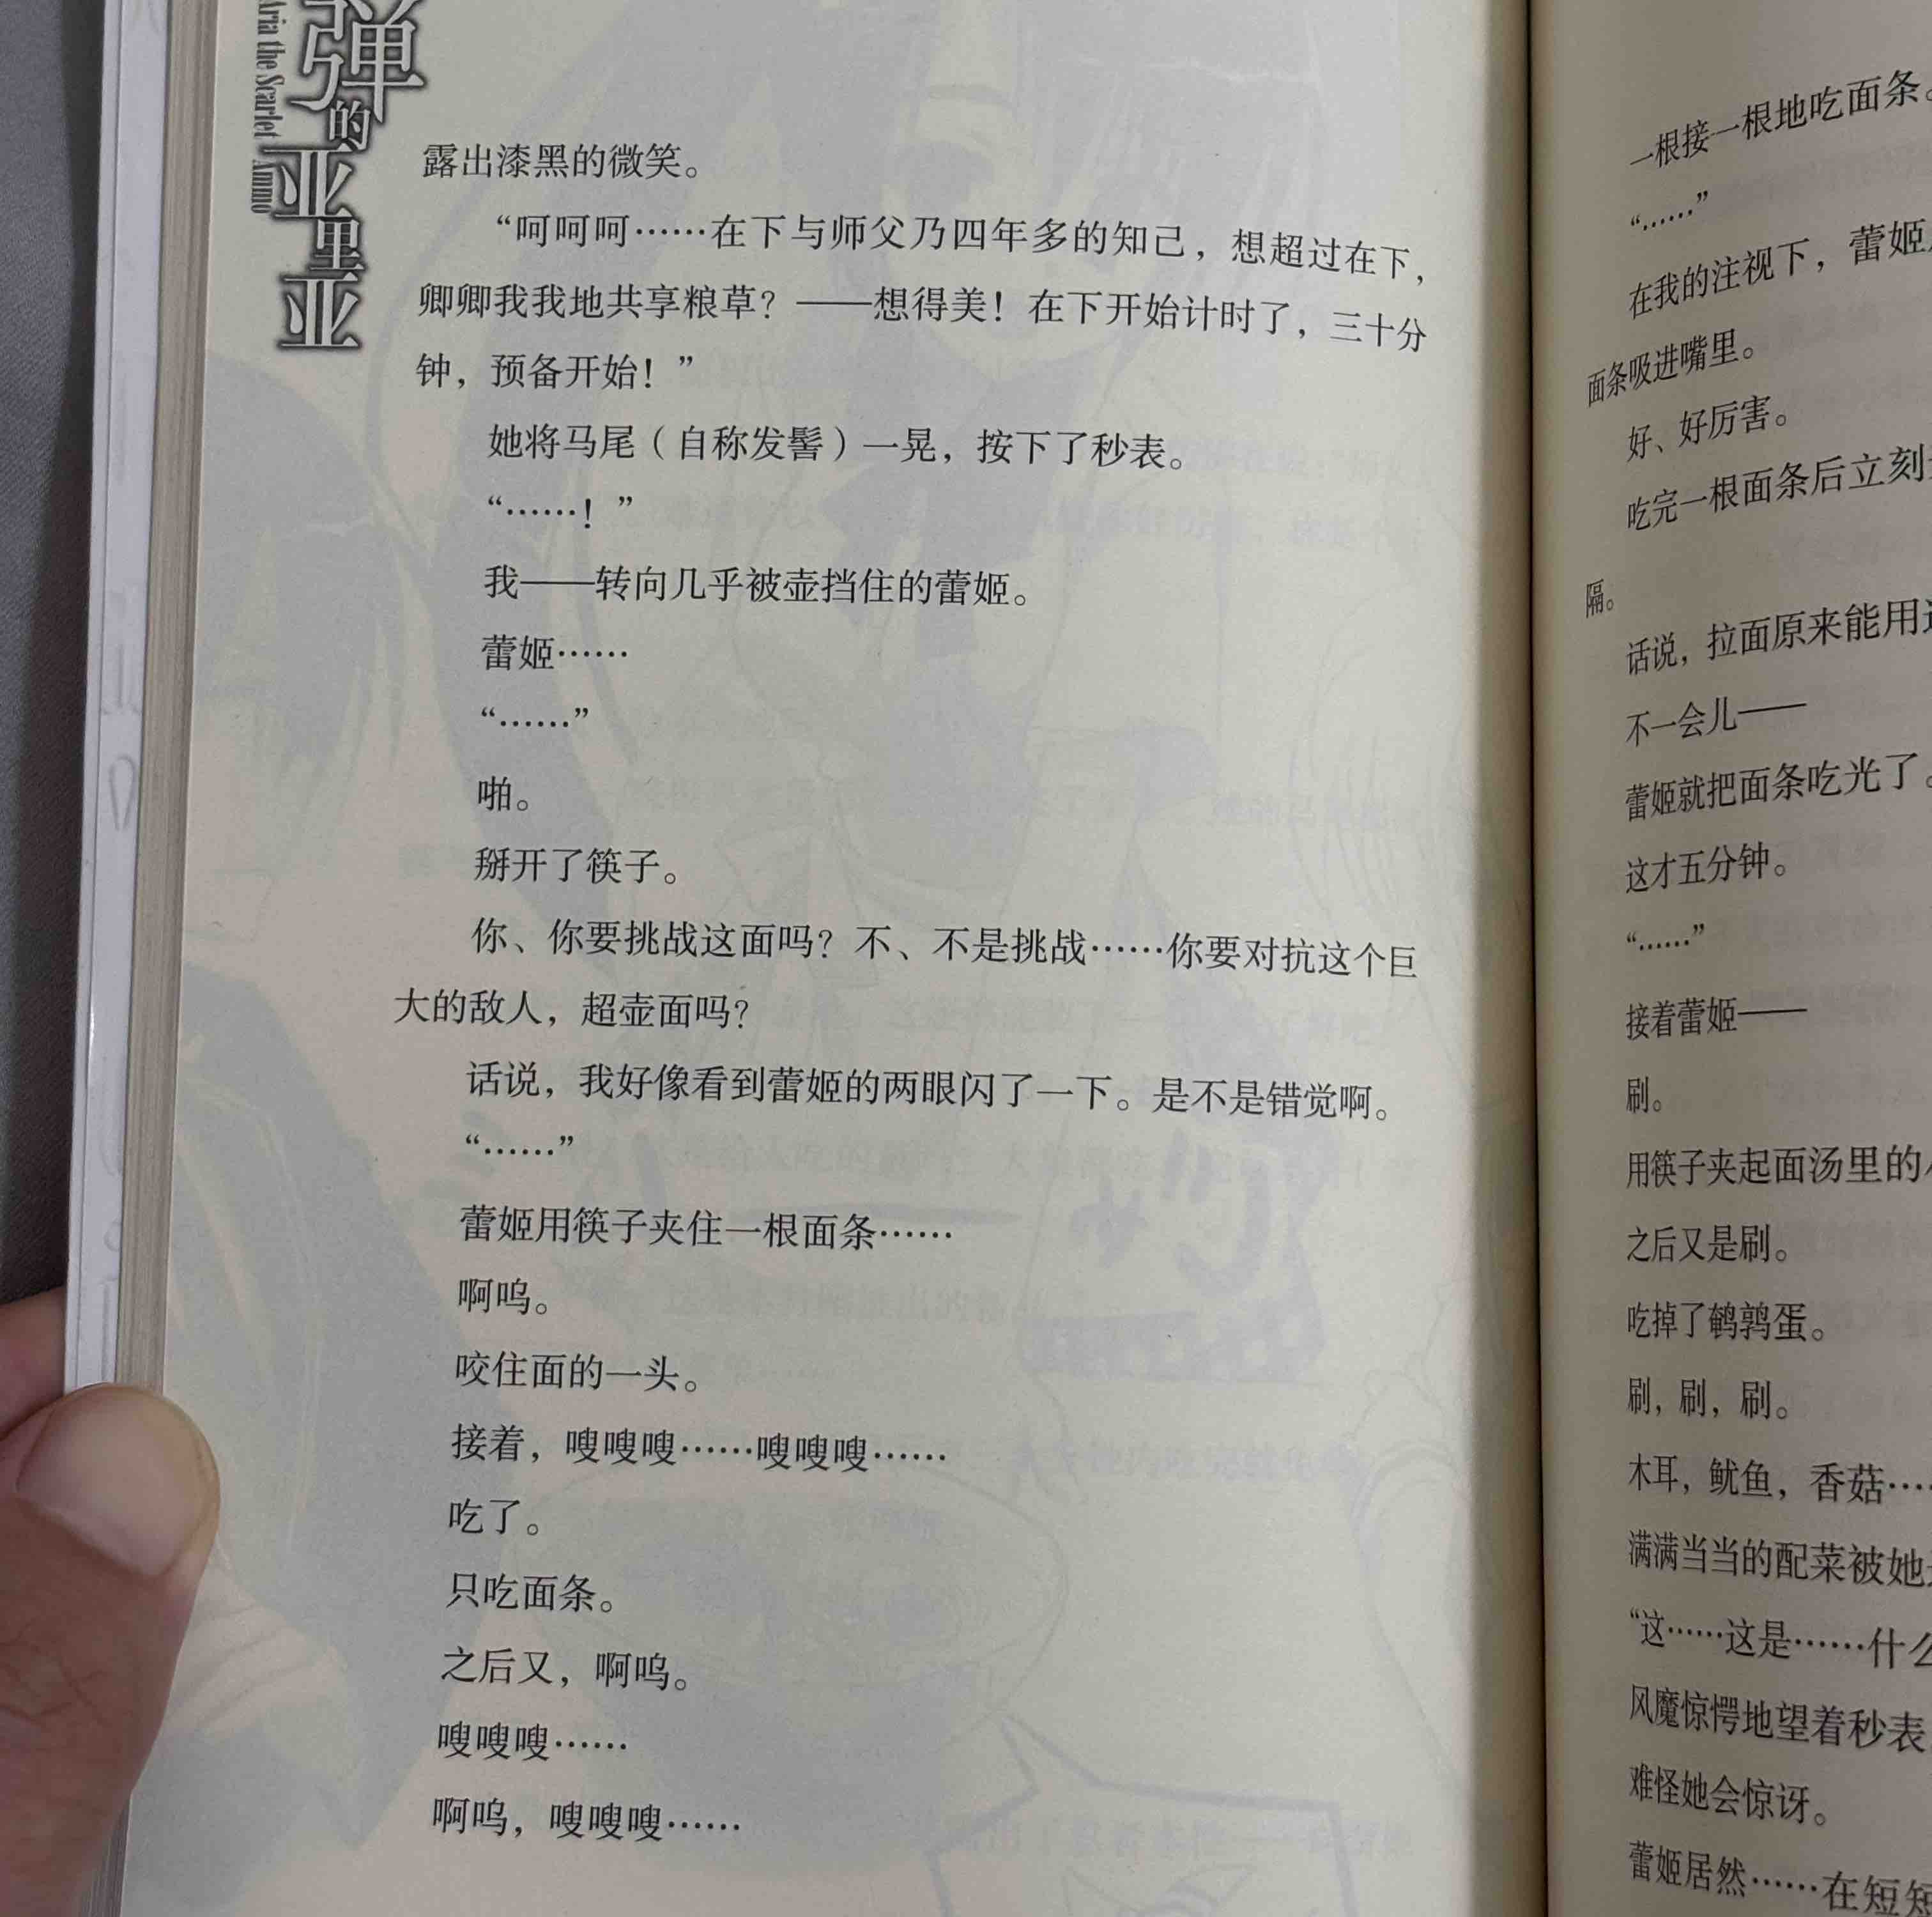 弹的亚里亚
Aria the Scarlet Ammo
露出漆黑的微笑。
“呵呵呵……在下与师父乃四年多的知己，想超过在下，
卿卿我我地共享粮草？——想得美！在下开始计时了，三十分
钟，预备开始！”
她将马尾（自称发髻）一晃，按下了秒表。
“……！”
我——转向几乎被壶挡住的蕾姬。
蕾姬……
“……”
啪。
掰开了筷子。
你、你要挑战这面吗？不、不是挑战……你要对抗这个巨
大的敌人，超壶面吗？
话说，我好像看到蕾姬的两眼闪了一下。是不是错觉啊。
“……”
蕾姬用筷子夹住一根面条……
啊呜。
咬住面的一头。
接着，嗖嗖嗖……嗖嗖嗖……
吃了。
只吃面条。
之后又，啊呜。
嗖嗖嗖……
啊呜，嗖嗖嗖……
一根接一根地吃面条。
“……”
在我的注视下，蕾姬
面条吸进嘴里。
好、好厉害。
吃完一根面条后立刻
隔。
话说，拉面原来能用
不一会儿——
蕾姬就把面条吃光了。
这才五分钟。
“……”
接着蕾姬——
刷。
用筷子夹起面汤里的
之后又是刷。
吃掉了鹌鹑蛋。
刷，刷，刷。
木耳，鱿鱼，香菇……
满满当当的配菜被她
“这……这是……什么
风魔惊愕地望着秒表
难怪她会惊讶。
蕾姬居然……在短短